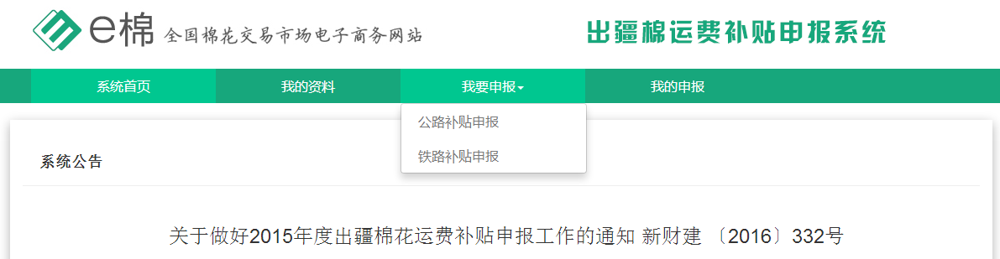 e棉 全国棉花交易市场电子商务网站
出疆棉运费补贴申报系统
系统首页 我的资料 我要申报 我的申报
公路补贴申报
铁路补贴申报
系统公告
关于做好2015年度出疆棉花运费补贴申报工作的通知 新财建 〔2016〕332号